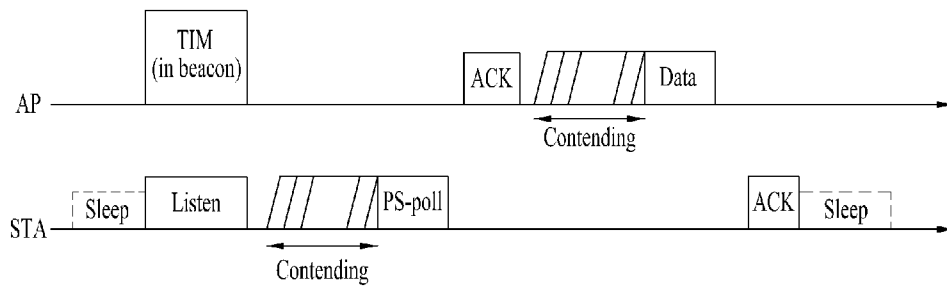 TIM
(in beacon)
ACK
Data
AP
Contending
Sleep
Listen
PS-poll
ACK
Sleep
STA
Contending